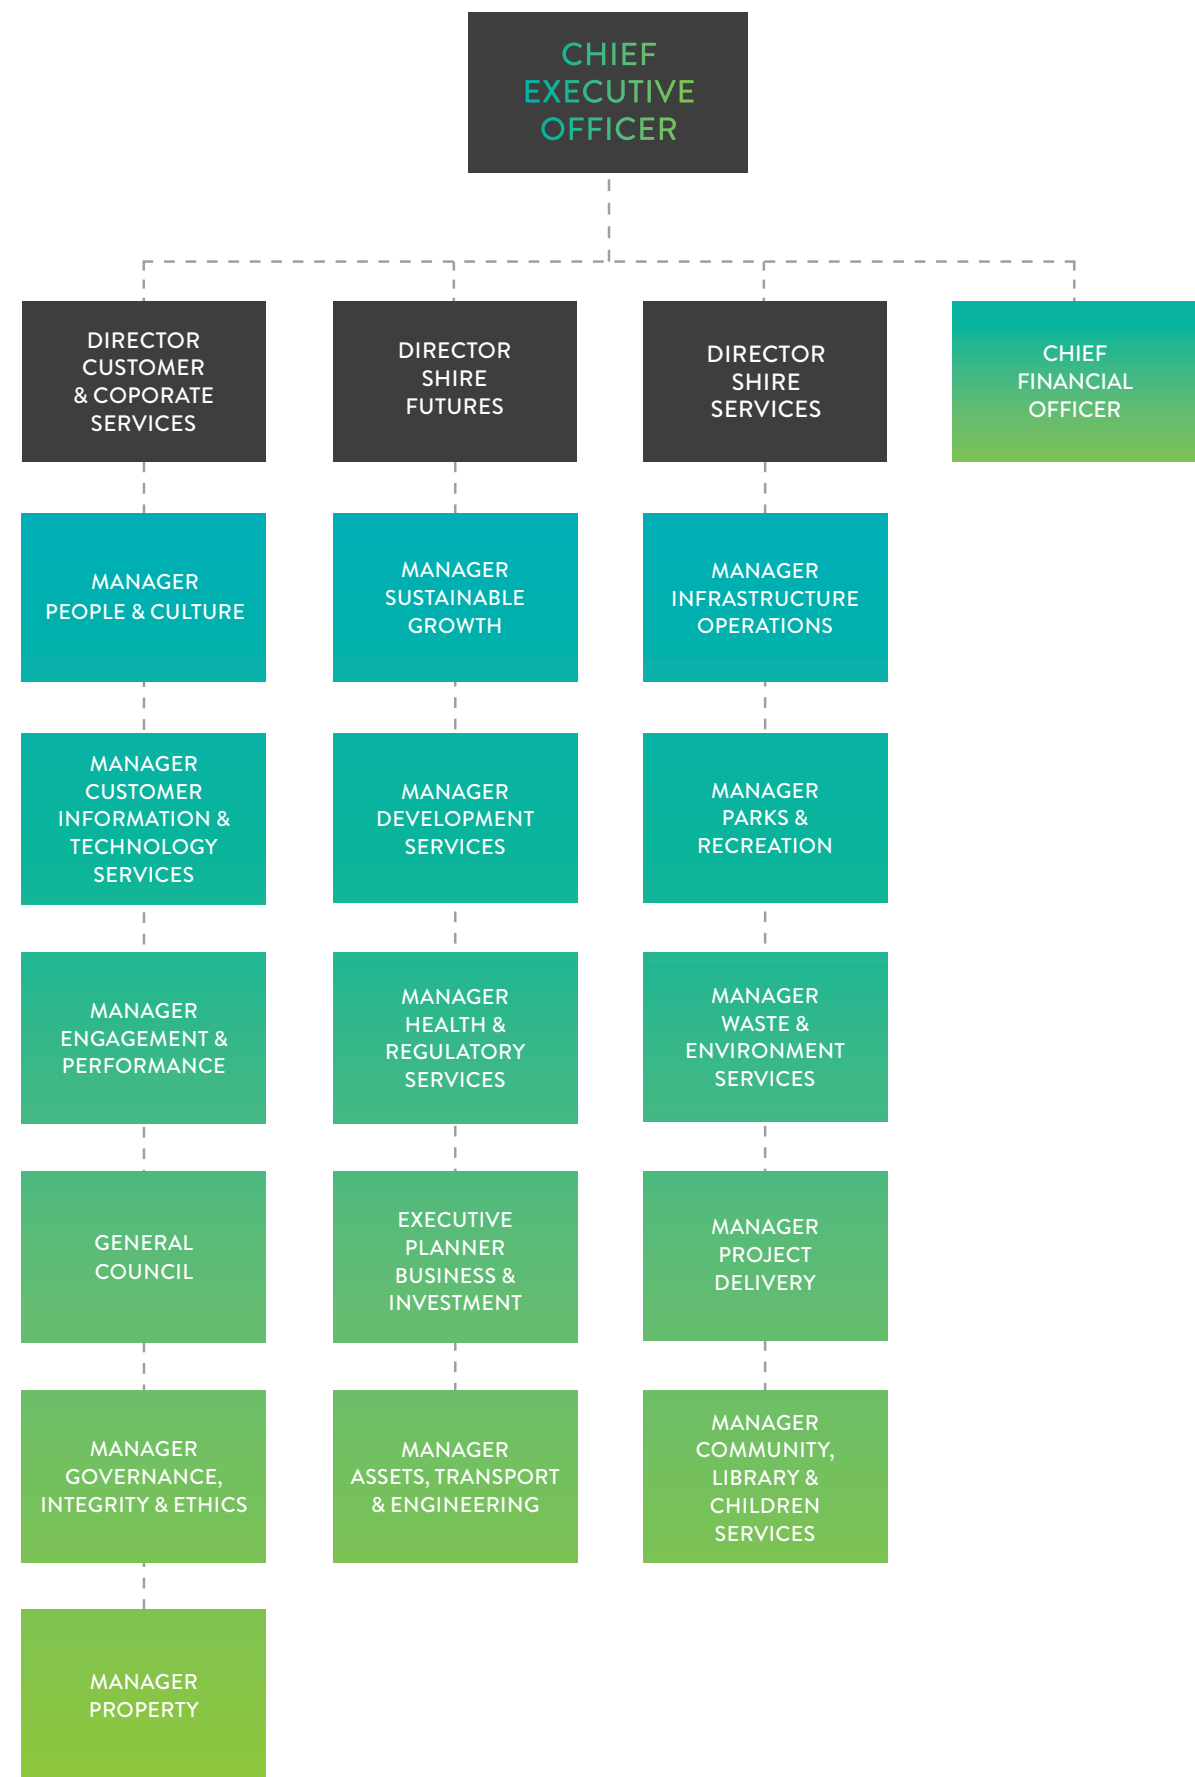 CHIEF
EXECUTIVE
OFFICER
DIRECTOR
CUSTOMER
& COPORATE
SERVICES
DIRECTOR
SHIRE
FUTURES
DIRECTOR
SHIRE
SERVICES
CHIEF
FINANCIAL
OFFICER
MANAGER
PEOPLE & CULTURE
MANAGER
SUSTAINABLE
GROWTH
MANAGER
INFRASTRUCTURE
OPERATIONS
MANAGER
CUSTOMER
INFORMATION &
TECHNOLOGY
SERVICES
MANAGER
DEVELOPMENT
SERVICES
MANAGER
PARKS &
RECREATION
MANAGER
ENGAGEMENT &
PERFORMANCE
MANAGER
HEALTH &
REGULATORY
SERVICES
MANAGER
WASTE &
ENVIRONMENT
SERVICES
GENERAL
COUNCIL
EXECUTIVE
PLANNER
BUSINESS &
INVESTMENT
MANAGER
PROJECT
DELIVERY
MANAGER
GOVERNANCE,
INTEGRITY & ETHICS
MANAGER
ASSETS, TRANSPORT
& ENGINEERING
MANAGER
COMMUNITY,
LIBRARY &
CHILDREN
SERVICES
MANAGER
PROPERTY